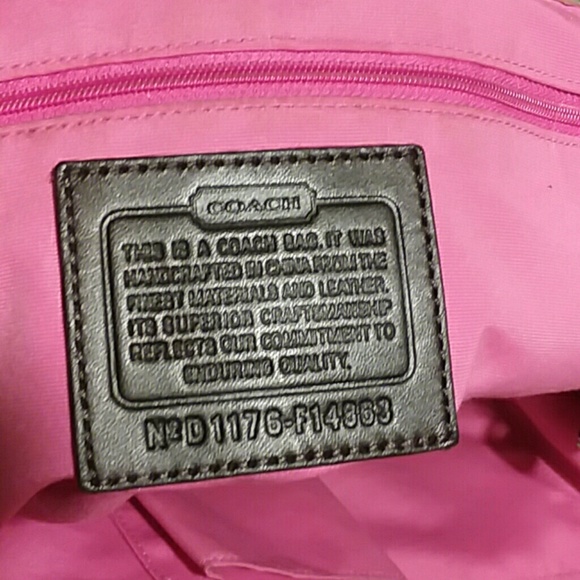 COACH
THIS IS A COACH BAG. IT WAS
HANDCRAFTED IN CHINA FROM THE
FINEST MATERIALS AND LEATHER.
ITS SUPERIOR CRAFTSMANSHIP
REFLECTS OUR COMMITMENT TO
ENDURING QUALITY.
Nº D1176-F14363